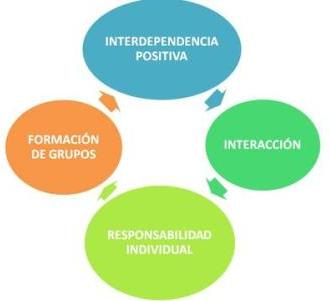 INTERDEPENDENCIA
POSITIVA
FORMACIÓN
DE GRUPOS
INTERACCIÓN
RESPONSABILIDAD
INDIVIDUAL